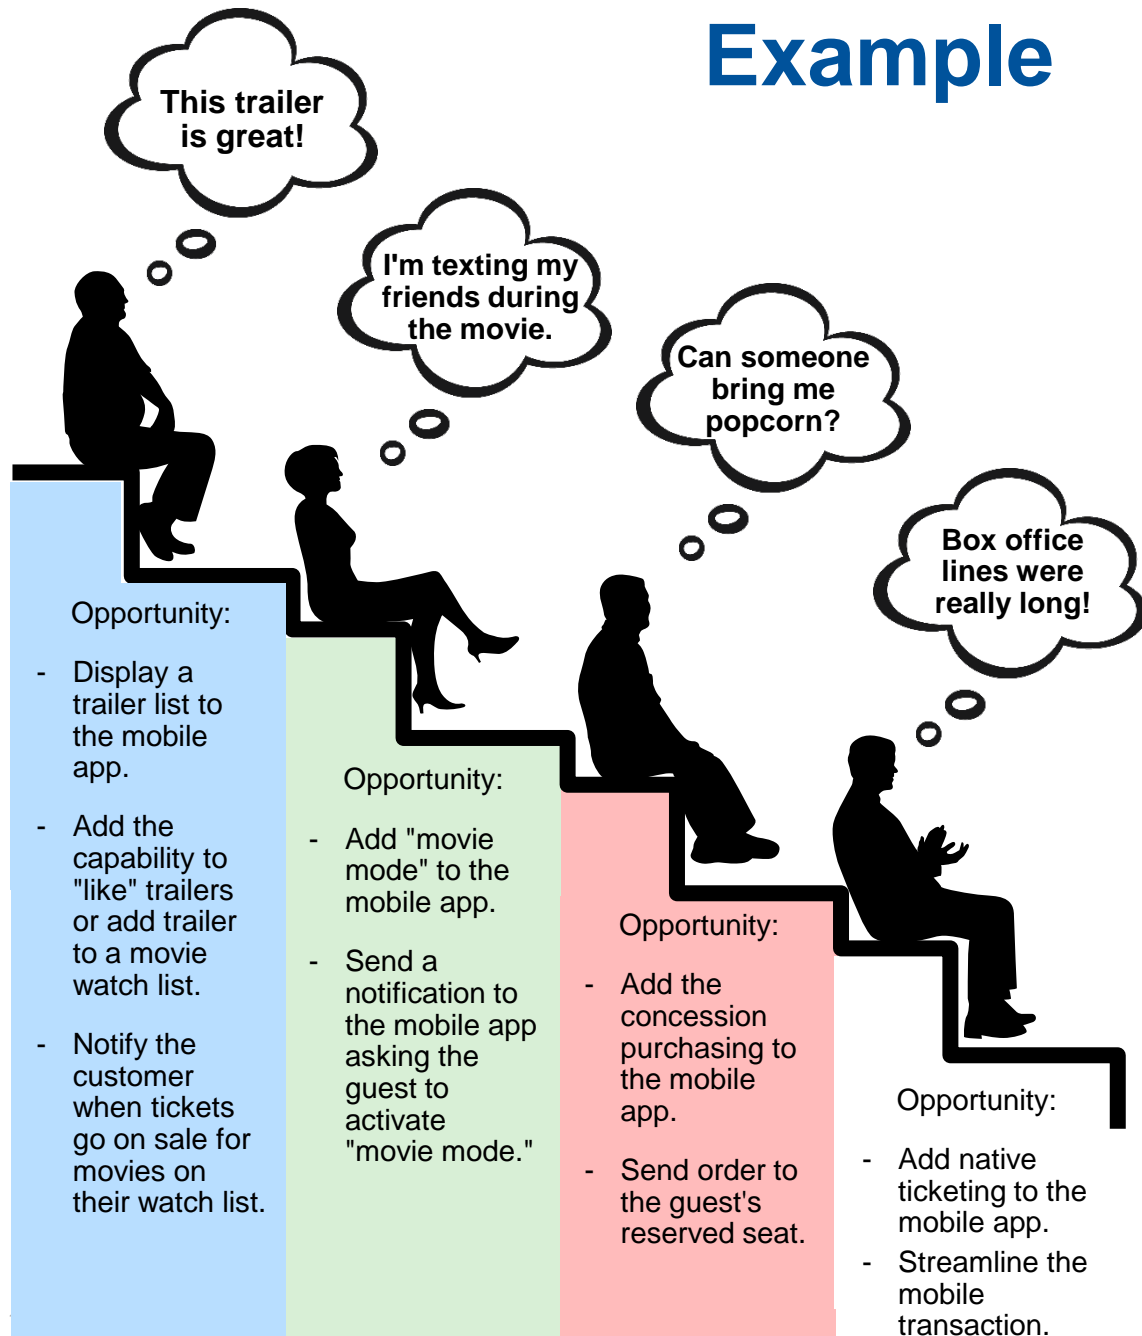 Example
This trailer
is great!
I'm texting my
friends during
the movie.
Can someone
bring me
popcorn?
Box office
lines were
really long!
Opportunity:
- Display a
trailer list to
the mobile
app.
- Add the
capability to
"like" trailers
or add trailer
to a movie
watch list.
- Notify the
customer
when tickets
go on sale for
movies on
their watch list.
Opportunity:
- Add "movie
mode" to the
mobile app.
- Send a
notification to
the mobile app
asking the
guest to
activate
"movie mode."
Opportunity:
- Add the
concession
purchasing to
the mobile
app.
- Send order to
the guest's
reserved seat.
Opportunity:
- Add native
ticketing to the
mobile app.
- Streamline the
mobile
transaction.